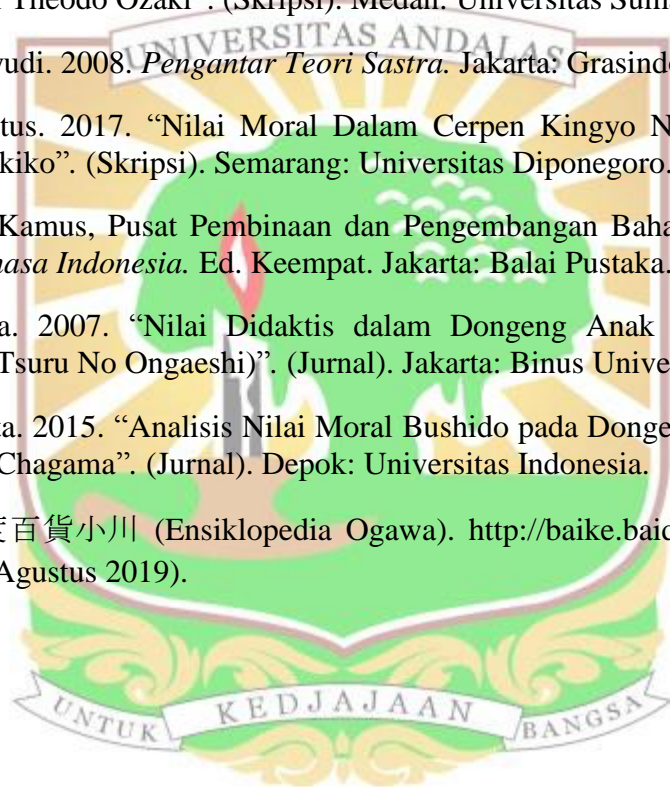 Theodo Ozaki". (Skripsi). Medan. Universitas
UNIVERSITAS ANDALAS
yudi. 2008. Pengantar Teori Sastra. Jakarta: Grasindo
tus. 2017. “Nilai Moral Dalam Cerpen Kingyo N
kiko”. (Skripsi). Semarang: Universitas Diponegoro.
Kamus, Pusat Pembinaan dan Pengembangan Baha
hasa Indonesia. Ed. Keempat. Jakarta: Balai Pustaka.
a. 2007. “Nilai Didaktis dalam Dongeng Anak
Tsuru No Ongaeshi)”. (Jurnal). Jakarta: Binus Unive
ta. 2015. “Analisis Nilai Moral Bushido pada Donge
Chagama”. (Jurnal). Depok: Universitas Indonesia.
百貨小川 (Ensiklopedia Ogawa). http://baike.baid
Agustus 2019).
UNTUK KEDJAJAAN BANGSA